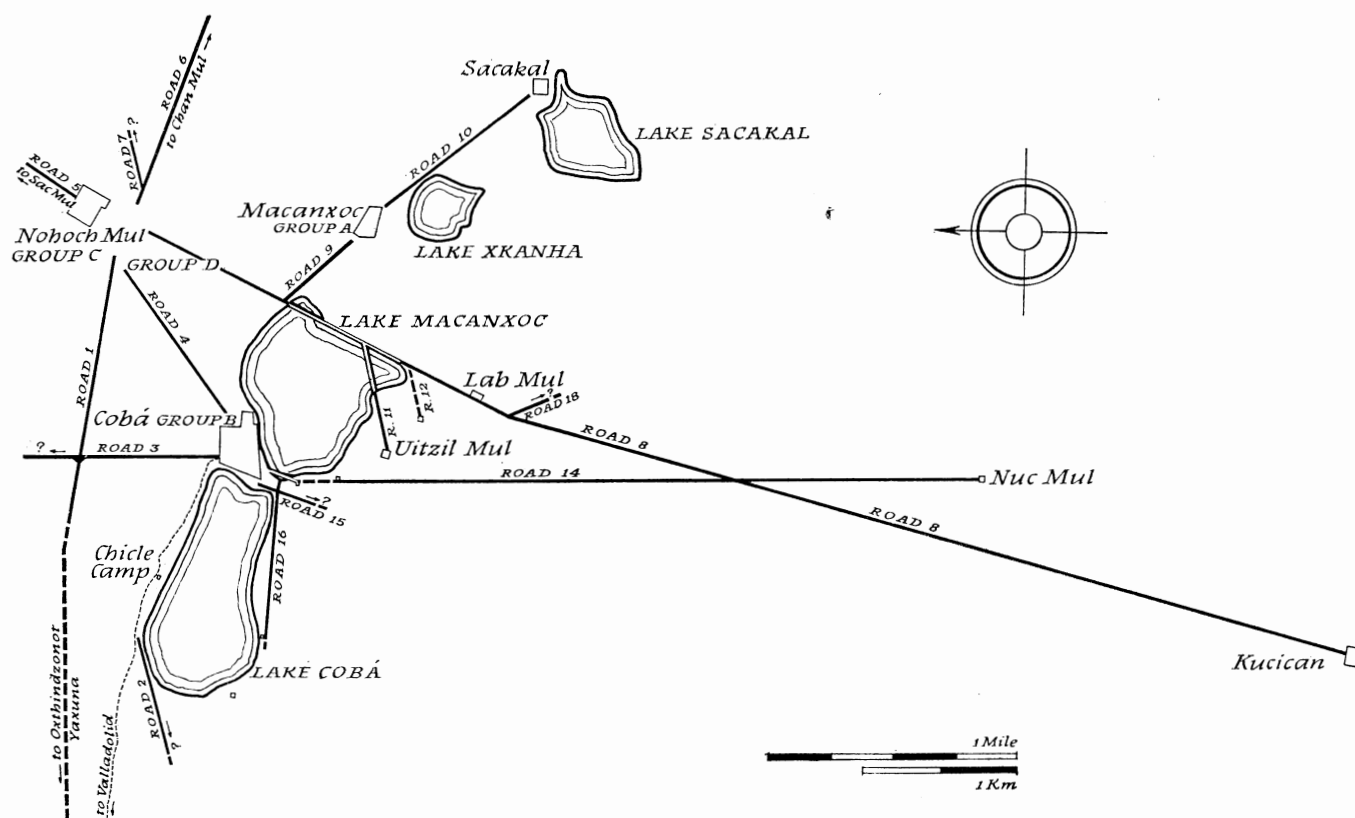 ROAD 6
to Chan Mul
ROAD 7
?
Sacakal
LAKE SACAKAL
ROAD 10
ROAD 5
to Sac Mul
Macanxoc
GROUP A
Nohoch Mul
GROUP C
GROUP D
LAKE XKANHA
ROAD 9
ROAD 4
LAKE MACANXOC
ROAD 1
Lab Mul
?
ROAD 18
R. 12
R. 11
Cobá GROUP B
ROAD 8
? ROAD 3
Uitzil Mul
ROAD 14
Nuc Mul
?
ROAD 15
ROAD 8
ROAD 16
Chicle
Camp
Kucican
LAKE COBÁ
ROAD 2
?
to Oxthindzonot
Yaxuna
to Valladolid
1 Mile
1 Km